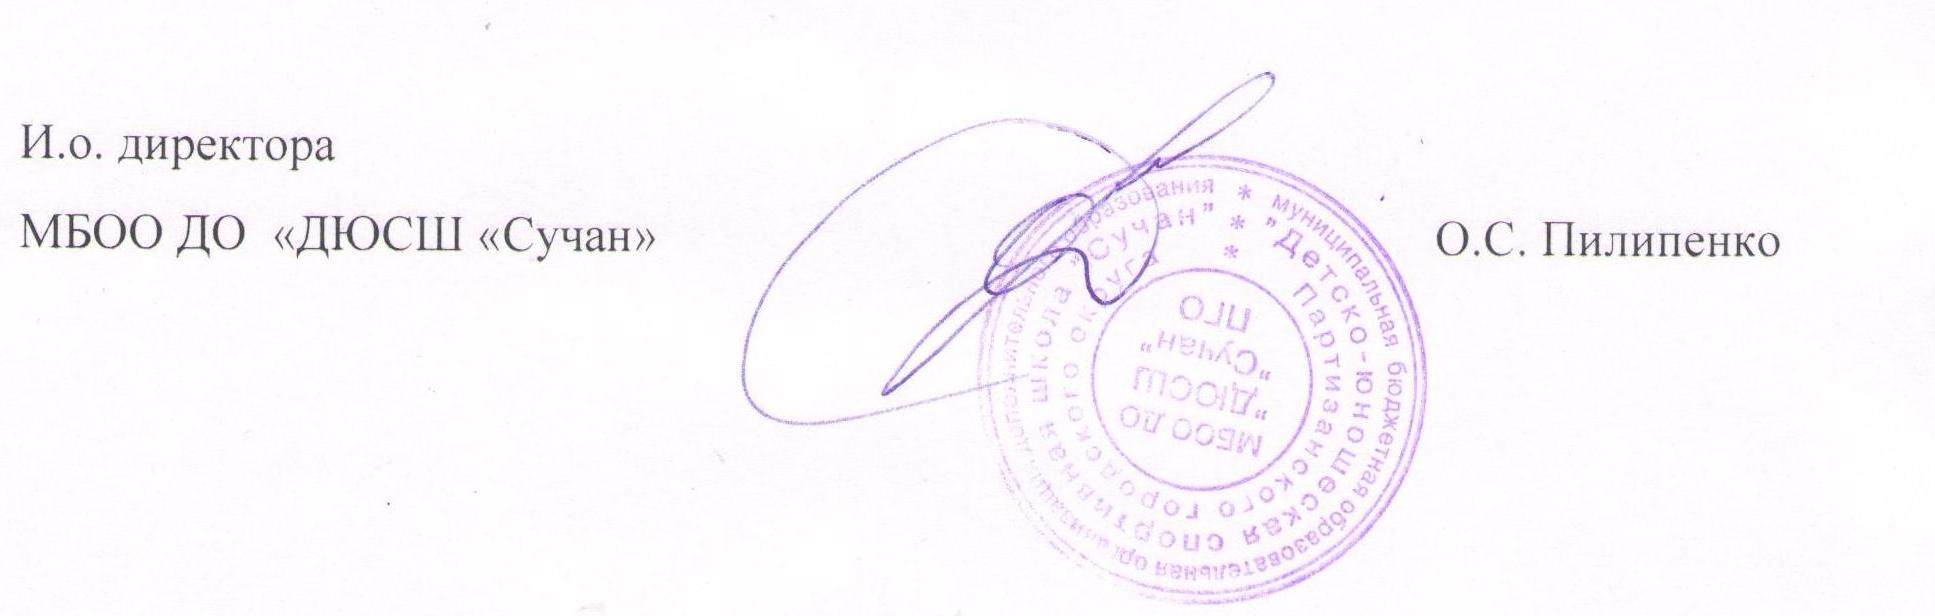 И.о. директора
МБОО ДО «ДЮСШ «Сучан»
О.С. Пилипенко
* муниципальная бюджетная образовательная организация дополнительного образования
* "Детско-юношеская спортивная школа "Сучан"
* Партизанского городского округа
МБОО ДО
"ДЮСШ
"Сучан"
ПГО